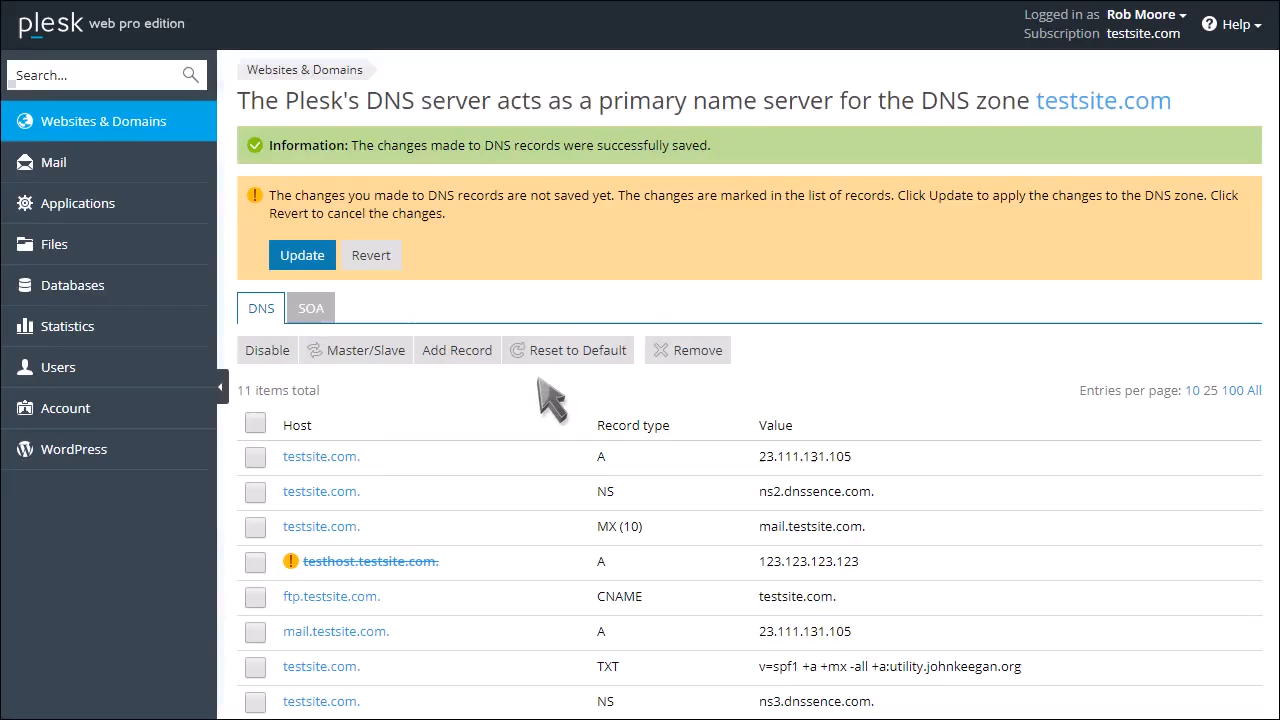 plesk web pro edition
Logged in as Rob Moore
Subscription testsite.com
Help
Search...
Websites & Domains
Mail
Applications
Files
Databases
Statistics
Users
Account
WordPress
Websites & Domains
The Plesk's DNS server acts as a primary name server for the DNS zone testsite.com
Information: The changes made to DNS records were successfully saved.
The changes you made to DNS records are not saved yet. The changes are marked in the list of records. Click Update to apply the changes to the DNS zone. Click
Revert to cancel the changes.
Update Revert
DNS SOA
Disable Master/Slave Add Record Reset to Default Remove
11 items total Entries per page: 10 25 100 All
Host Record type Value
testsite.com. A 23.111.131.105
testsite.com. NS ns2.dnssence.com.
testsite.com. MX (10) mail.testsite.com.
testhost.testsite.com. A 123.123.123.123
ftp.testsite.com. CNAME testsite.com.
mail.testsite.com. A 23.111.131.105
testsite.com. TXT v=spf1 +a +mx -all +a:utility.johnkeegan.org
testsite.com. NS ns3.dnssence.com.